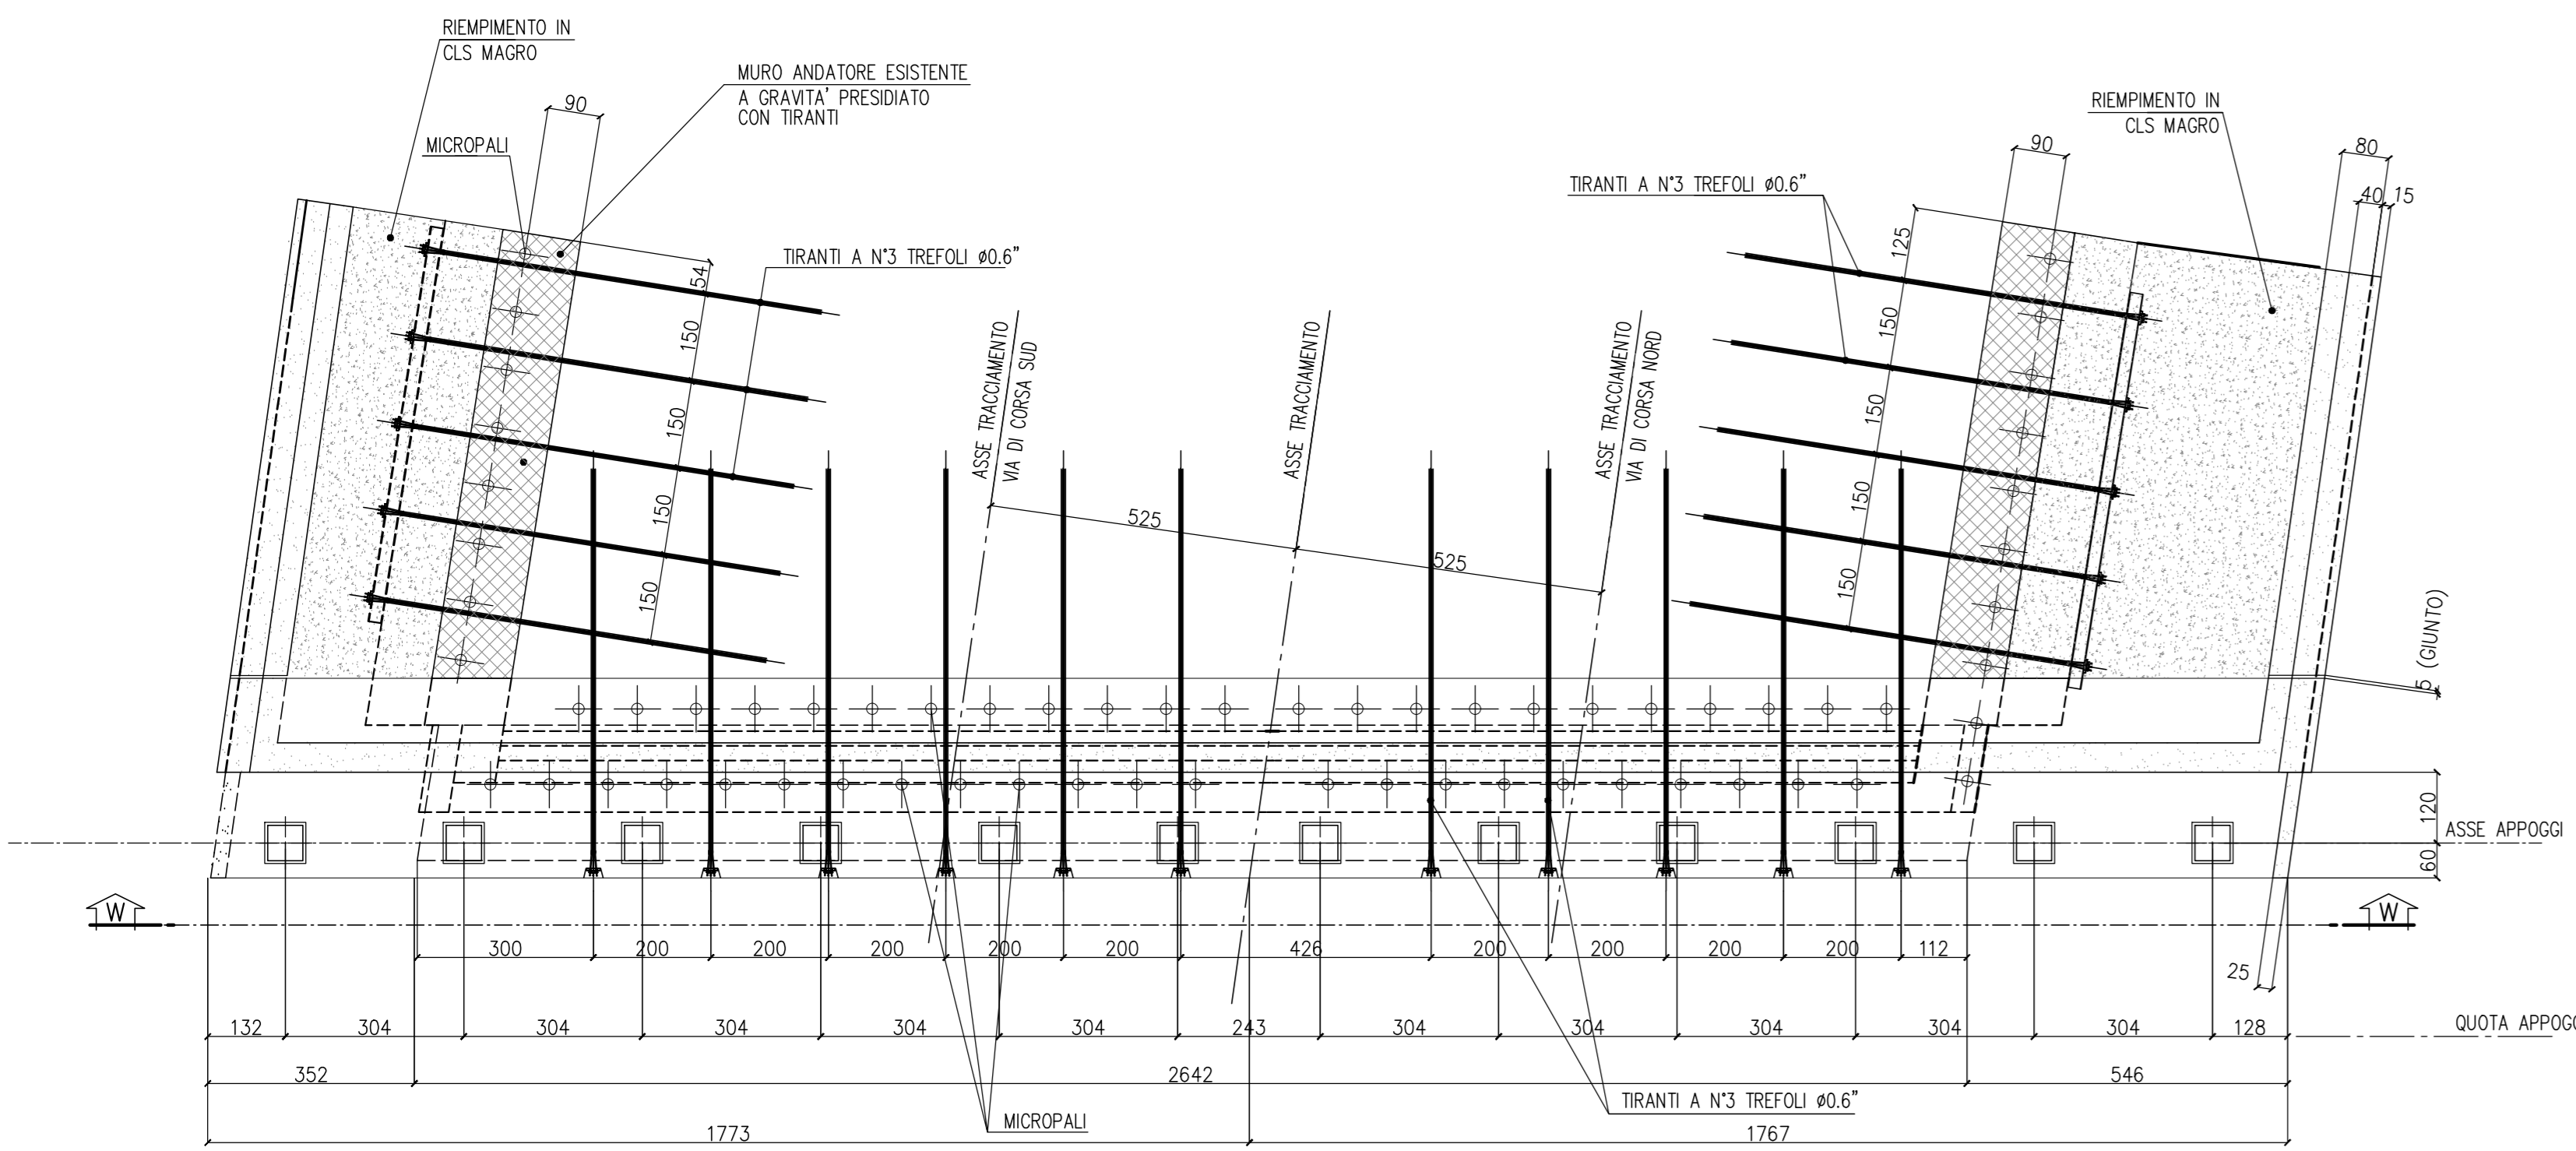 RIEMPIMENTO IN
CLS MAGRO
MURO ANDATORE ESISTENTE
A GRAVITA' PRESIDIATO
CON TIRANTI
90
MICROPALI
RIEMPIMENTO IN
CLS MAGRO
90
80
40 15
TIRANTI A N°3 TREFOLI ø0.6"
TIRANTI A N°3 TREFOLI ø0.6"
54
150
150
150
150
125
150
150
150
150
ASSE TRACCIAMENTO
VIA DI CORSA SUD
ASSE TRACCIAMENTO
ASSE TRACCIAMENTO
VIA DI CORSA NORD
525
525
5 (GIUNTO)
120
ASSE APPOGGI
60
W
W
300 200 200 200 200 200 426 200 200 200 200 112
25
132 304 304 304 304 304 243 304 304 304 304 304 128
QUOTA
352 2642 546
TIRANTI A N°3 TREFOLI ø0.6"
MICROPALI
1773 1767